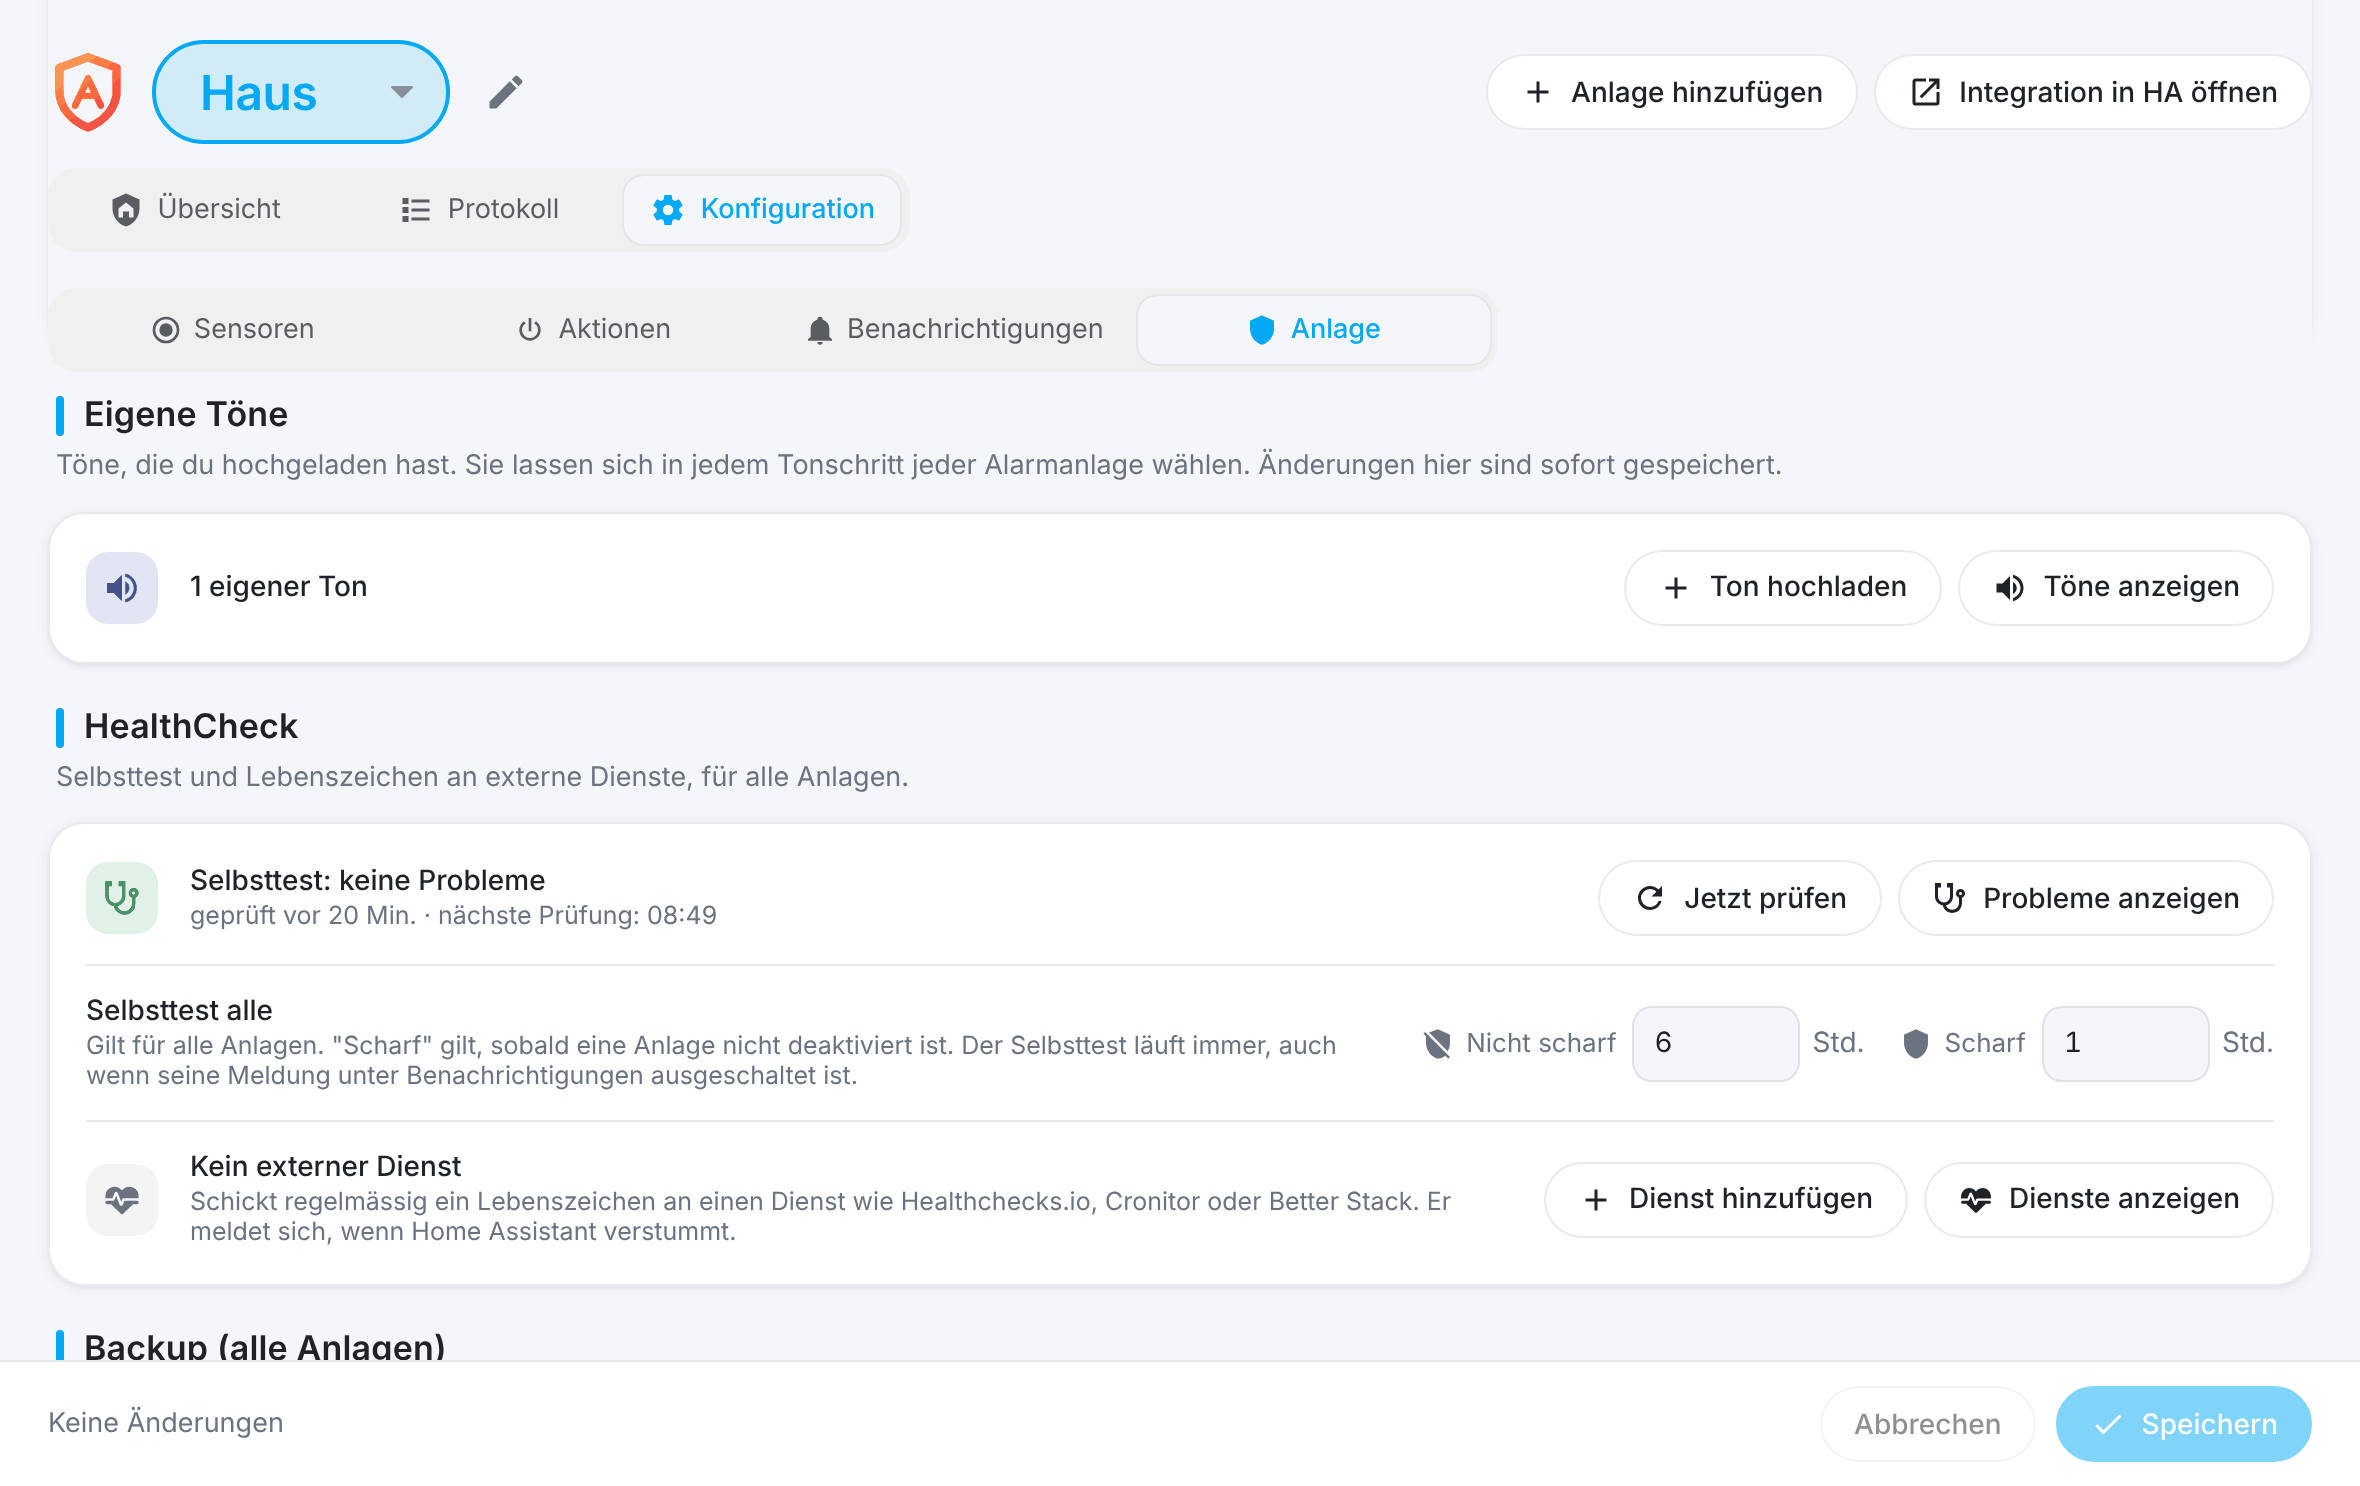 Haus
Anlage hinzufügen
Integration in HA öffnen
Übersicht
Protokoll
Konfiguration
Sensoren
Aktionen
Benachrichtigungen
Anlage
Eigene Töne
Töne, die du hochgeladen hast. Sie lassen sich in jedem Tonschritt jeder Alarmanlage wählen. Änderungen hier sind sofort gespeichert.
1 eigener Ton
Ton hochladen
Töne anzeigen
HealthCheck
Selbsttest und Lebenszeichen an externe Dienste, für alle Anlagen.
Selbsttest: keine Probleme
geprüft vor 20 Min. · nächste Prüfung: 08:49
Jetzt prüfen
Probleme anzeigen
Selbsttest alle
Gilt für alle Anlagen. "Scharf" gilt, sobald eine Anlage nicht deaktiviert ist. Der Selbsttest läuft immer, auch
wenn seine Meldung unter Benachrichtigungen ausgeschaltet ist.
Nicht scharf 6 Std.
Scharf 1 Std.
Kein externer Dienst
Schickt regelmässig ein Lebenszeichen an einen Dienst wie Healthchecks.io, Cronitor oder Better Stack. Er
meldet sich, wenn Home Assistant verstummt.
Dienst hinzufügen
Dienste anzeigen
Backup (alle Anlagen)
Keine Änderungen
Abbrechen
Speichern